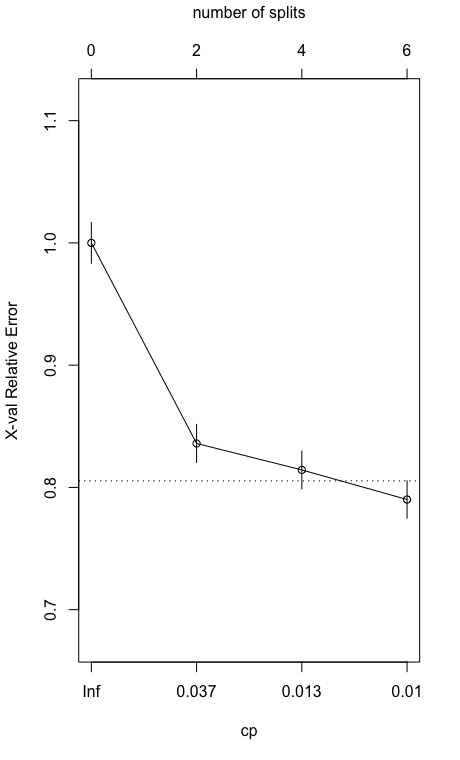 number of splits
0 2 4 6
1.1
1.0
0.9
0.8
0.7
X-val Relative Error
Inf 0.037 0.013 0.01
cp